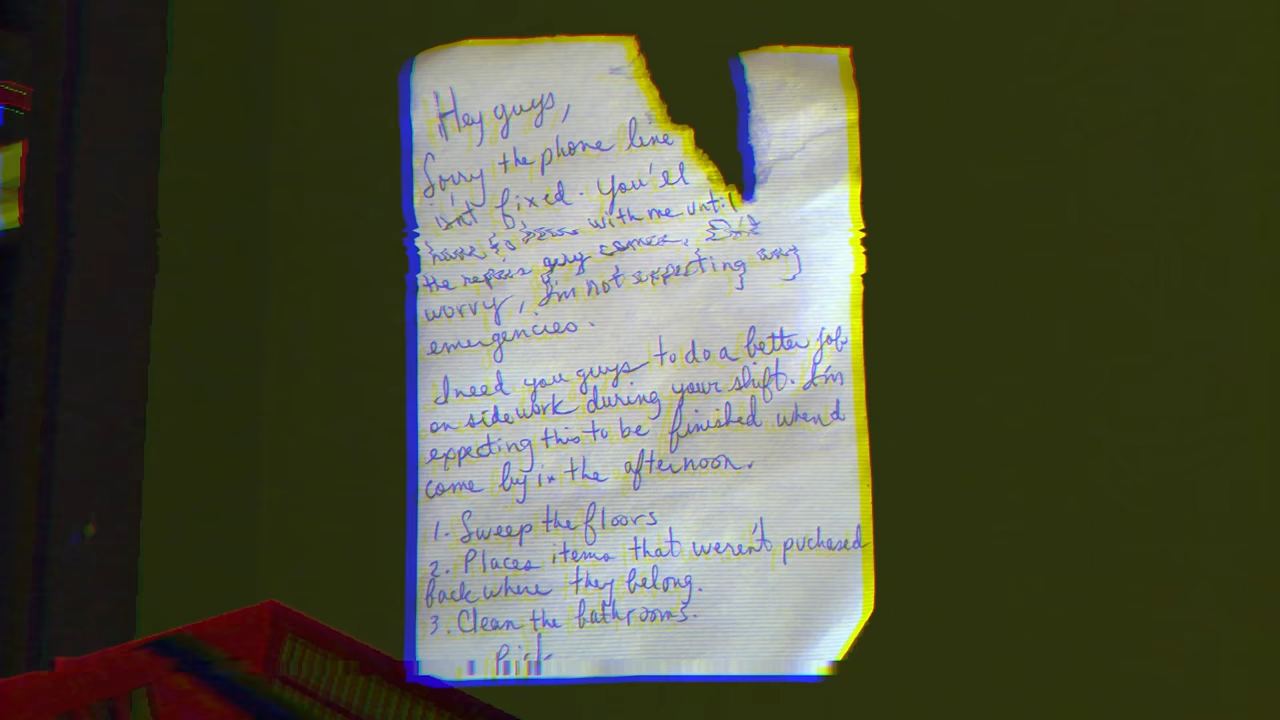 Hey guys,
Sorry the phone line
isn't fixed. You'll
have to with me until
the repair guy comes. Don't
worry, I'm not expecting any
emergencies.
I need you guys to do a better job
on sidework during your shift. I'm
expecting this to be finished when I
come by in the afternoon.
1. Sweep the floors
2. Places items that weren't puchased
back where they belong.
3. Clean the bathrooms.